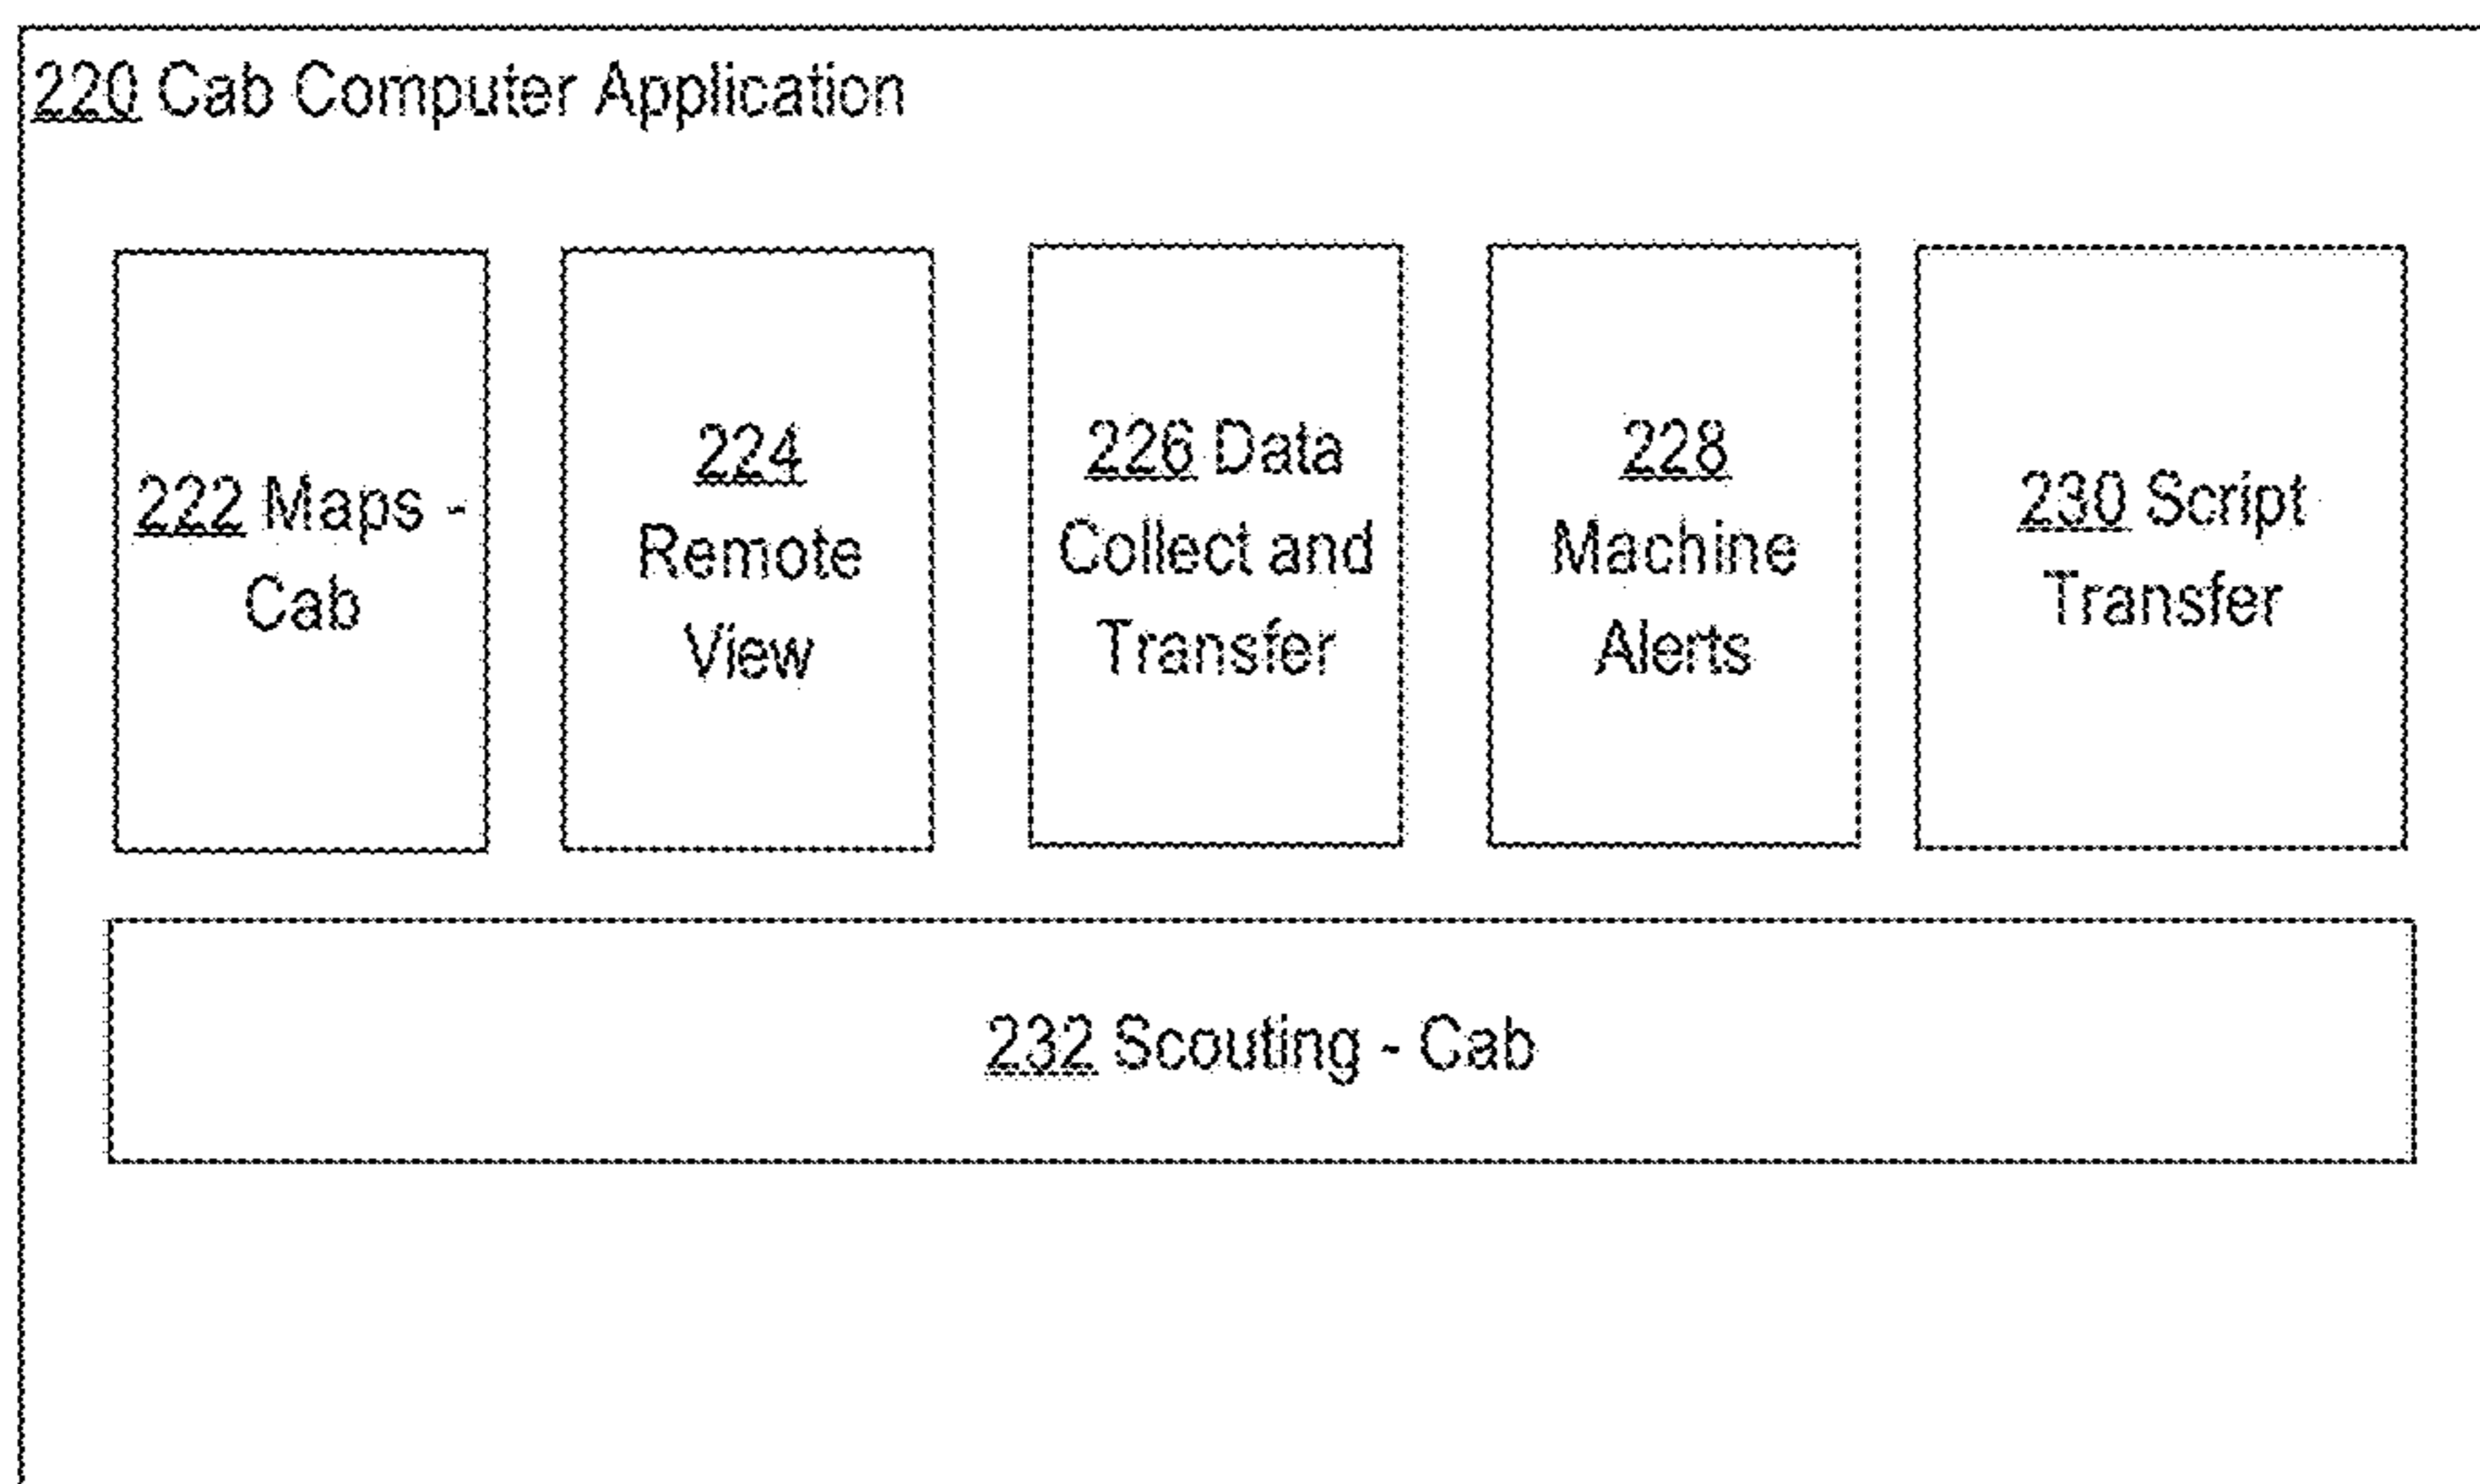 220 Cab Computer Application
222 Maps -
Cab
224
Remote
View
226 Data
Collect and
Transfer
228
Machine
Alerts
230 Script
Transfer
232 Scouting - Cab